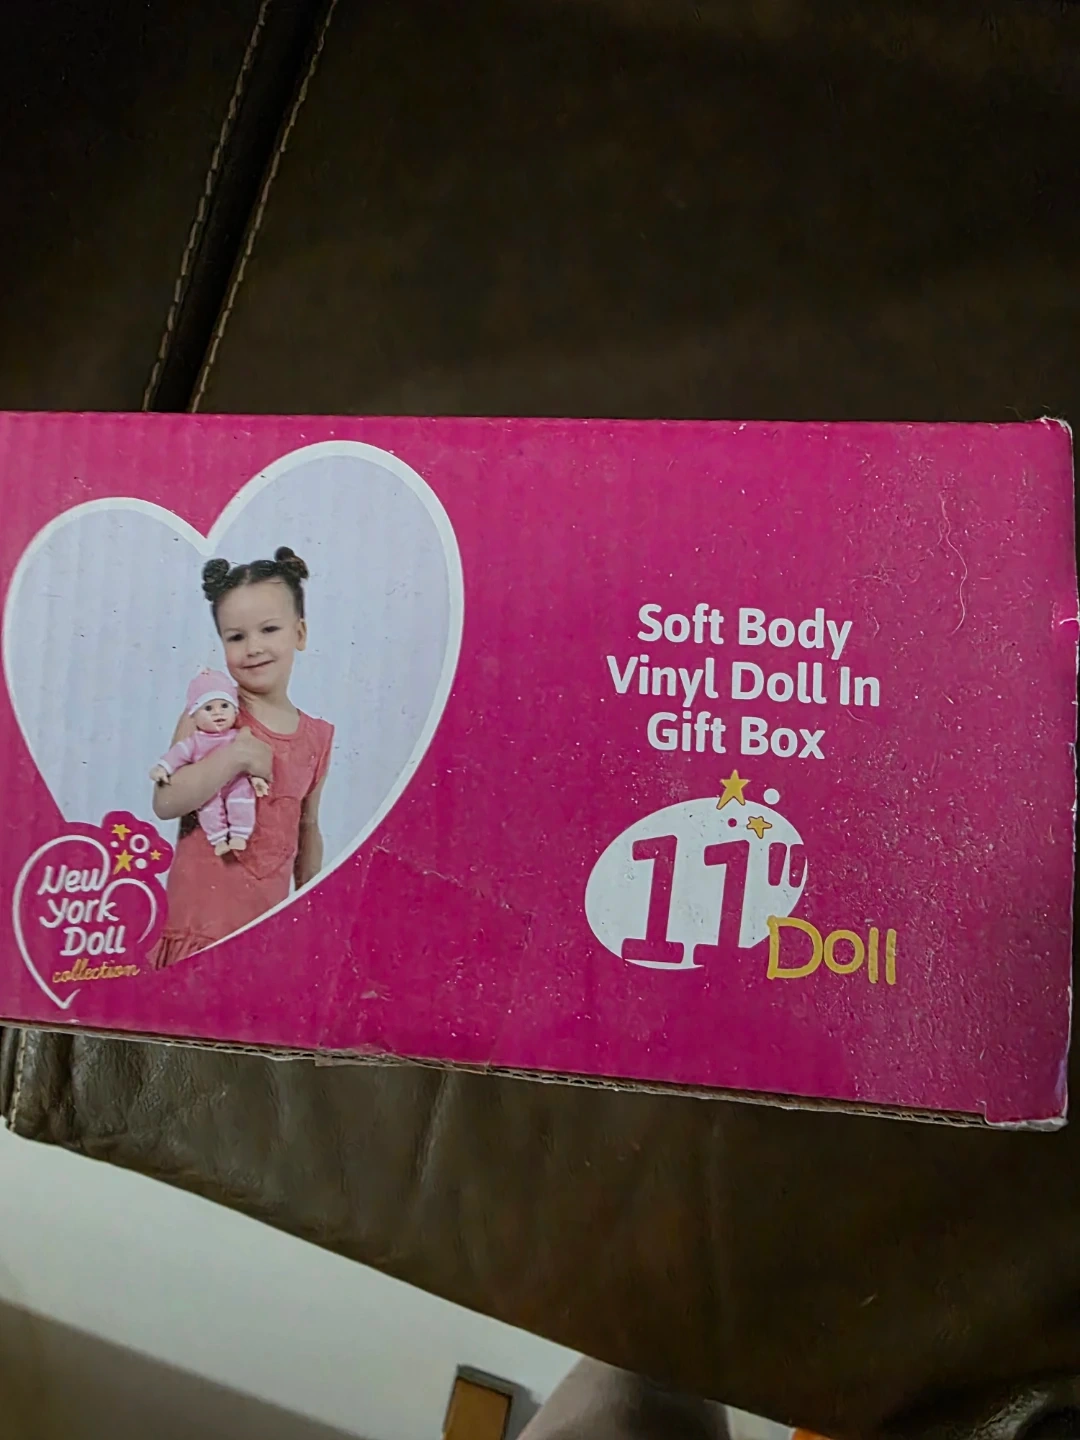 Soft Body
Vinyl Doll In
Gift Box
11"
Doll
New
york
Doll
collection